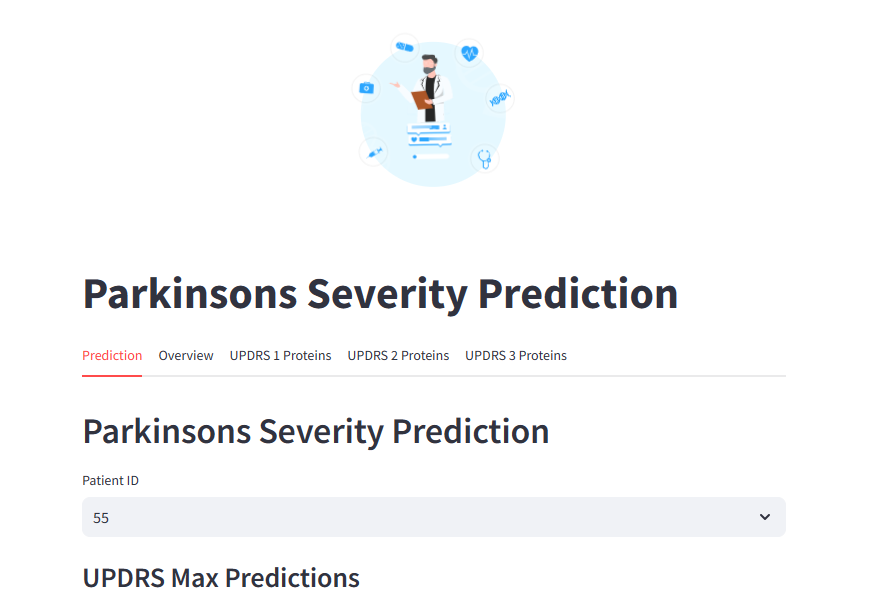 Parkinsons Severity Prediction
Prediction Overview UPDRS 1 Proteins UPDRS 2 Proteins UPDRS 3 Proteins
Parkinsons Severity Prediction
Patient ID
55
UPDRS Max Predictions